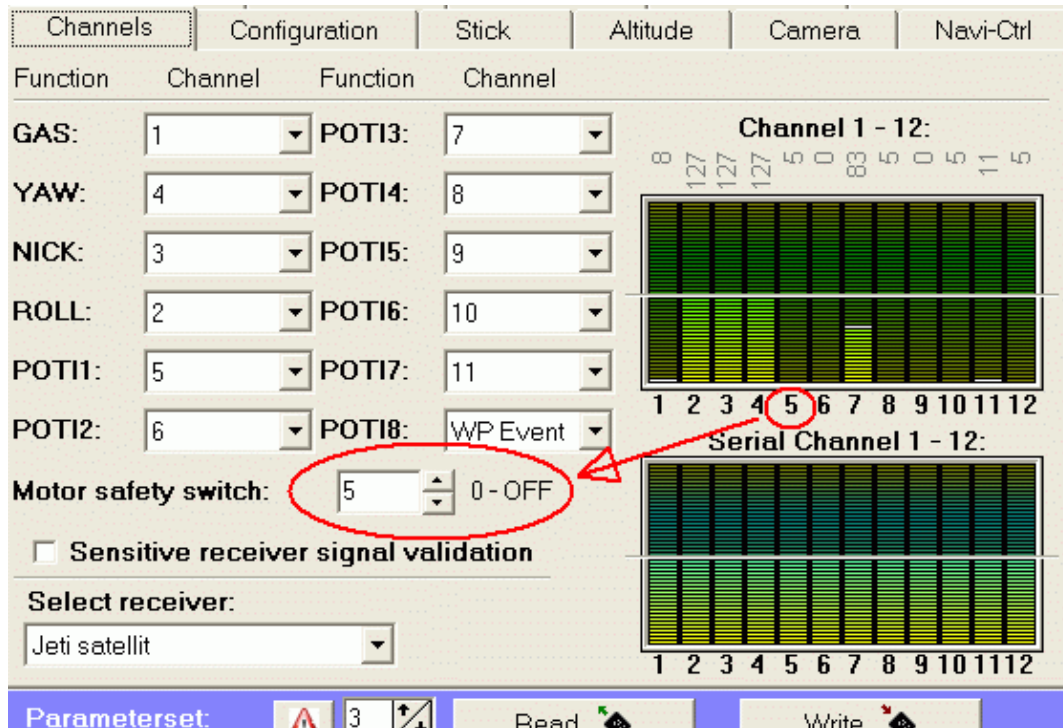 Channels Configuration Stick Altitude Camera Navi-Ctrl
Function Channel Function Channel
GAS: 1 POTI3: 7
YAW: 4 POTI4: 8
NICK: 3 POTI5: 9
ROLL: 2 POTI6: 10
POTI1: 5 POTI7: 11
POTI2: 6 POTI8: WP Event
Motor safety switch: 5 0 - OFF
Sensitive receiver signal validation
Select receiver:
Jeti satellit
Channel 1 - 12:
8 127 127 127 5 0 83 5 0 5 11 5
1 2 3 4 5 6 7 8 9 10 11 12
Serial Channel 1 - 12:
1 2 3 4 5 6 7 8 9 10 11 12
Parameterset: 3 Read Write